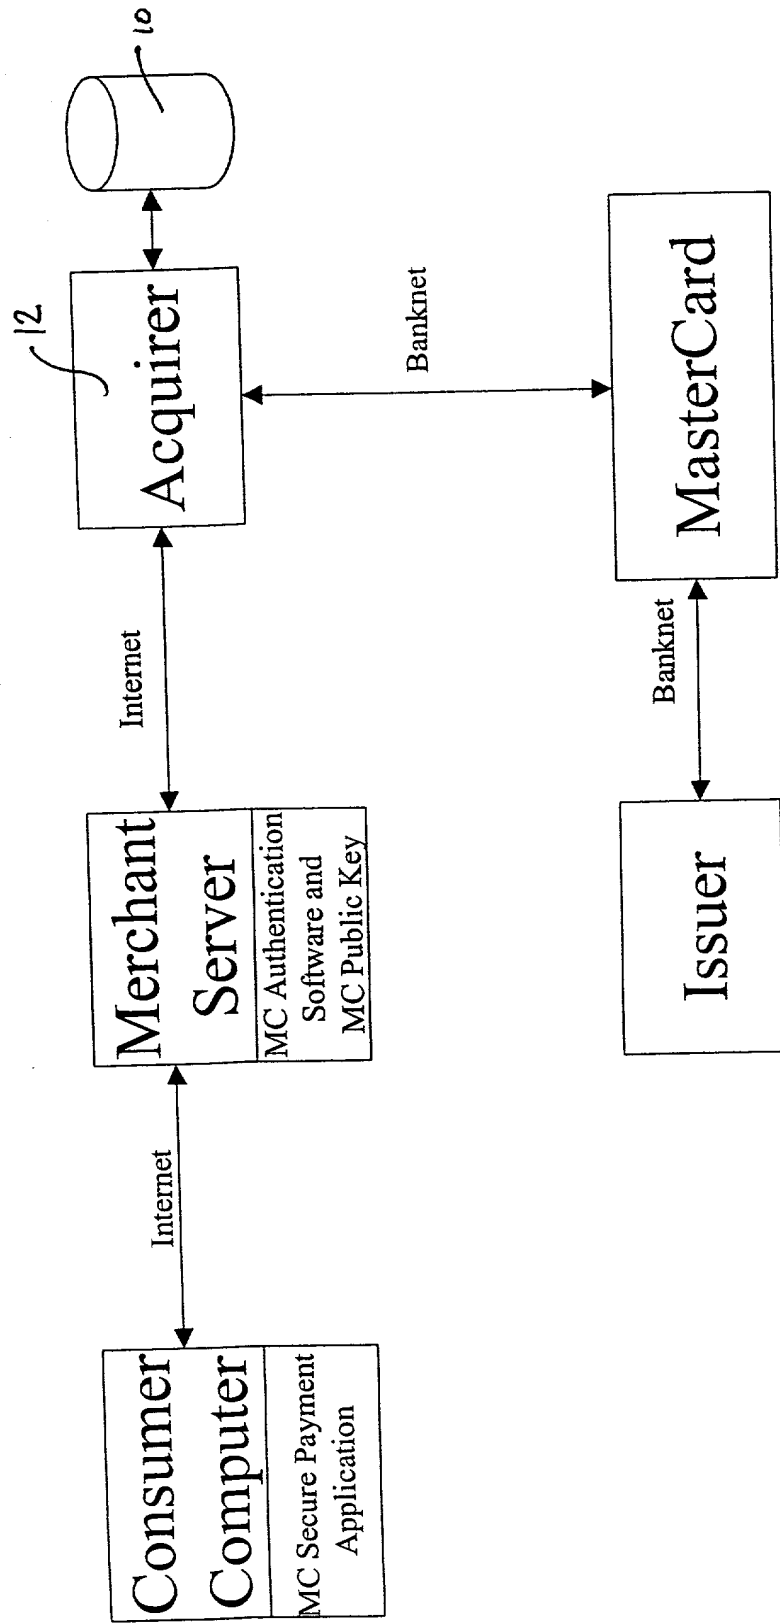 Consumer
Computer
MC Secure Payment
Application
Internet
Merchant
Server
MC Authentication
Software and
MC Public Key
Internet
12
Acquirer
10
Banknet
Issuer
Banknet
MasterCard